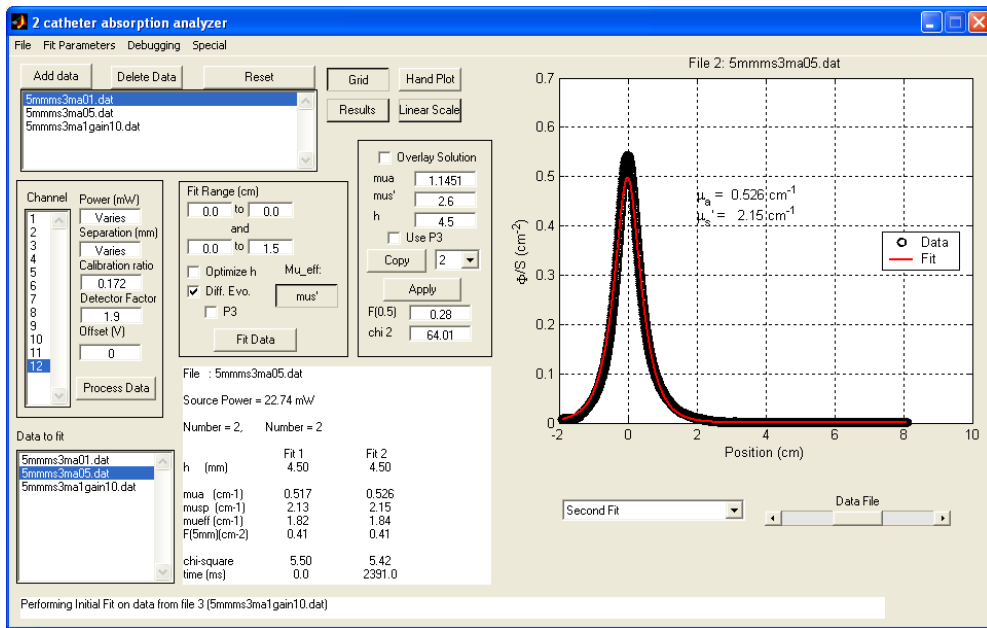 2 catheter absorption analyzer
File Fit Parameters Debugging Special
Add data Delete Data Reset Grid Hand Plot
Results Linear Scale
5mmms3ma01.dat
5mmms3ma05.dat
5mmms3ma1gain10.dat
Channel
1
2
3
4
5
6
7
8
9
10
11
12
Power (mW)
Varies
Separation (mm)
Varies
Calibration ratio
0.172
Detector Factor
1.9
Offset (V)
0
Process Data
Fit Range (cm)
0.0 to 0.0
and
0.0 to 1.5
Optimize h Mu_eff:
Diff. Evo. mus'
P3
Fit Data
Overlay Solution
mua 1.1451
mus' 2.6
h 4.5
Use P3
Copy 2
Apply
F(0.5) 0.28
chi 2 64.01
File : 5mmms3ma05.dat
Source Power = 22.74 mW
Number = 2, Number = 2
Fit 1 Fit 2
h (mm) 4.50 4.50
mua (cm-1) 0.517 0.526
musp (cm-1) 2.13 2.15
mueff (cm-1) 1.82 1.84
F(5mm)(cm-2) 0.41 0.41
chi-square 5.50 5.42
time (ms) 0.0 2391.0
Data to fit
5mmms3ma01.dat
5mmms3ma05.dat
5mmms3ma1gain10.dat
Performing Initial Fit on data from file 3 (5mmms3ma1gain10.dat)
File 2: 5mmms3ma05.dat
0.7
0.6
0.5
0.4
0.3
0.2
0.1
0
Φ/S (cm⁻²)
μₐ = 0.526 cm⁻¹
μₛ' = 2.15 cm⁻¹
Data
Fit
-2 0 2 4 6 8 10
Position (cm)
Second Fit
Data File